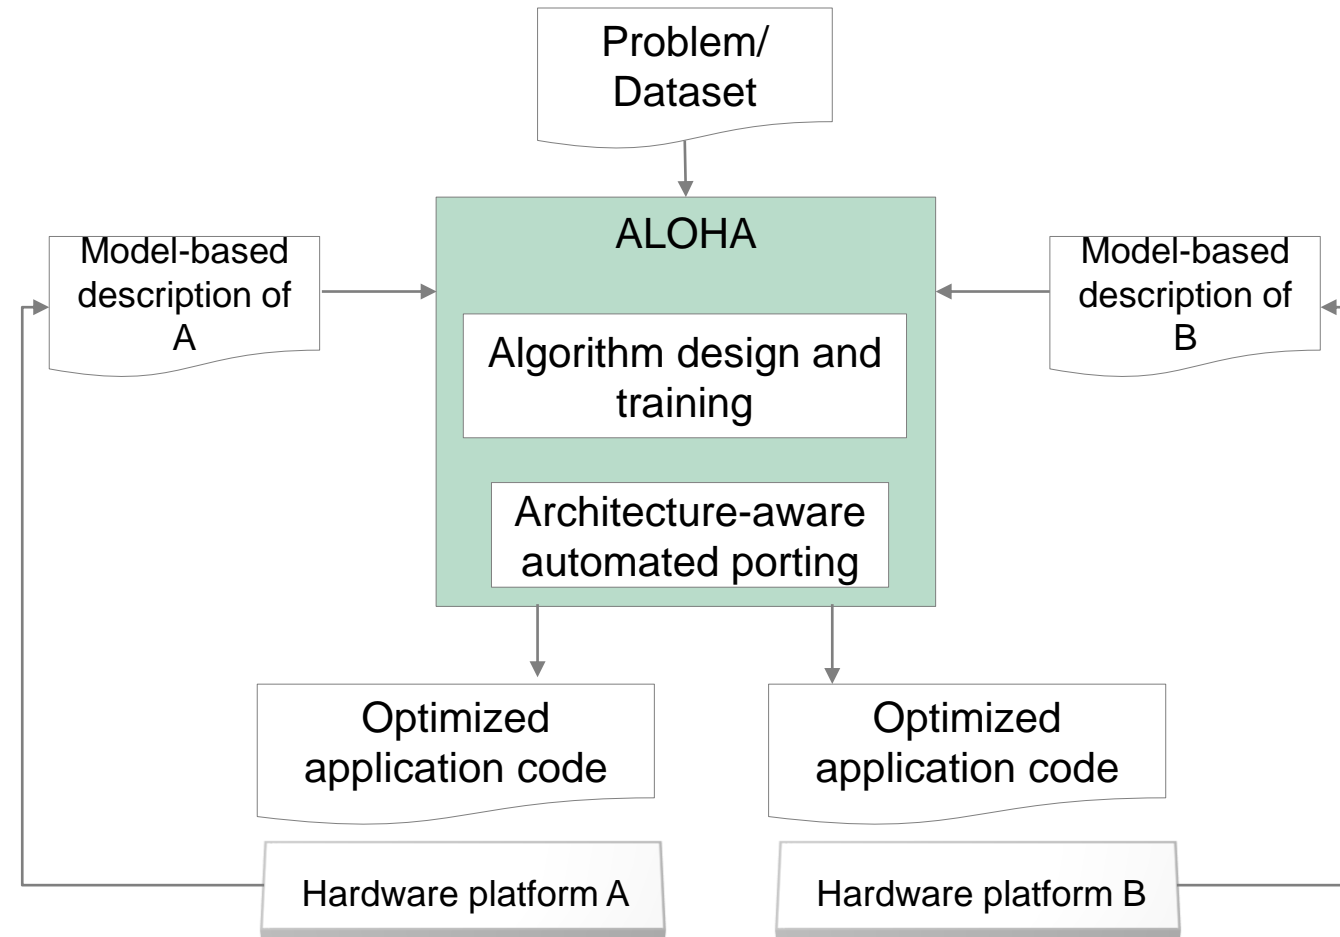 Problem/
Dataset
ALOHA
Model-based
description of
A
Model-based
description of
B
Algorithm design and
training
Architecture-aware
automated porting
Optimized
application code
Optimized
application code
Hardware platform A
Hardware platform B